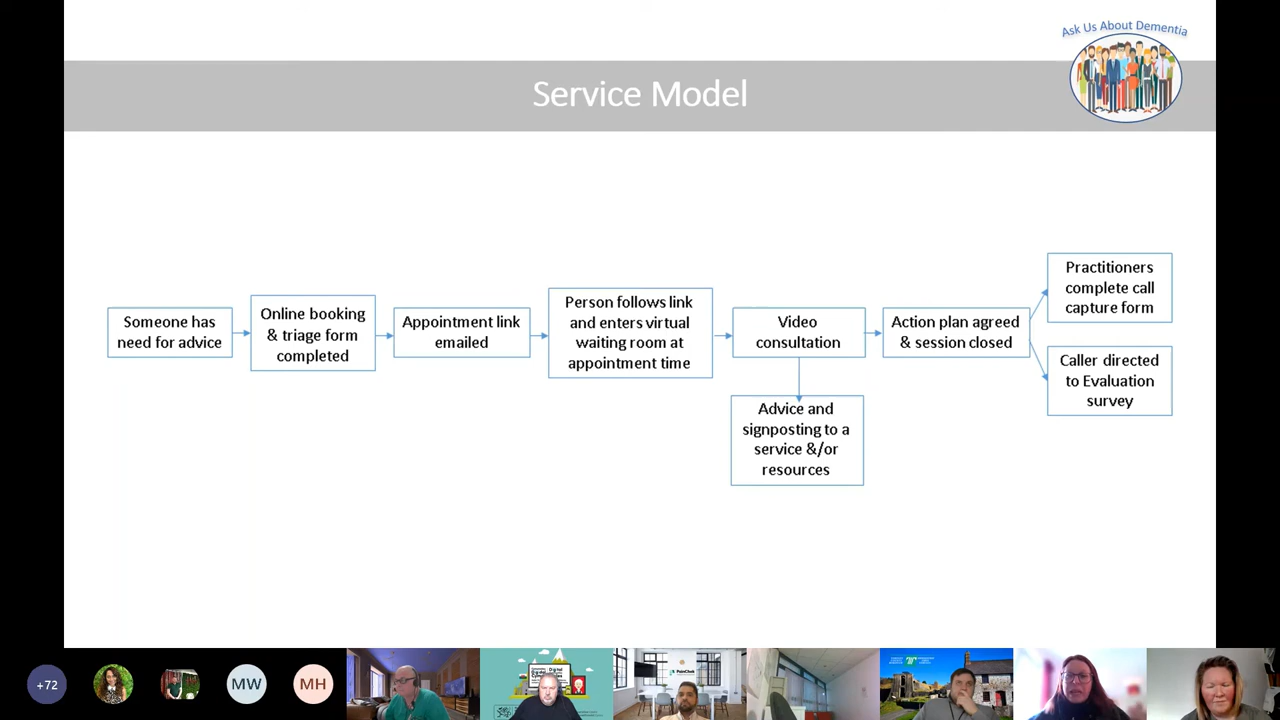 Ask Us About Dementia
Service Model
Someone has
need for advice
Online booking
& triage form
completed
Appointment link
emailed
Person follows link
and enters virtual
waiting room at
appointment time
Video
consultation
Advice and
signposting to a
service &/or
resources
Action plan agreed
& session closed
Practitioners
complete call
capture form
Caller directed
to Evaluation
survey
+72
MW
MH
PainChek